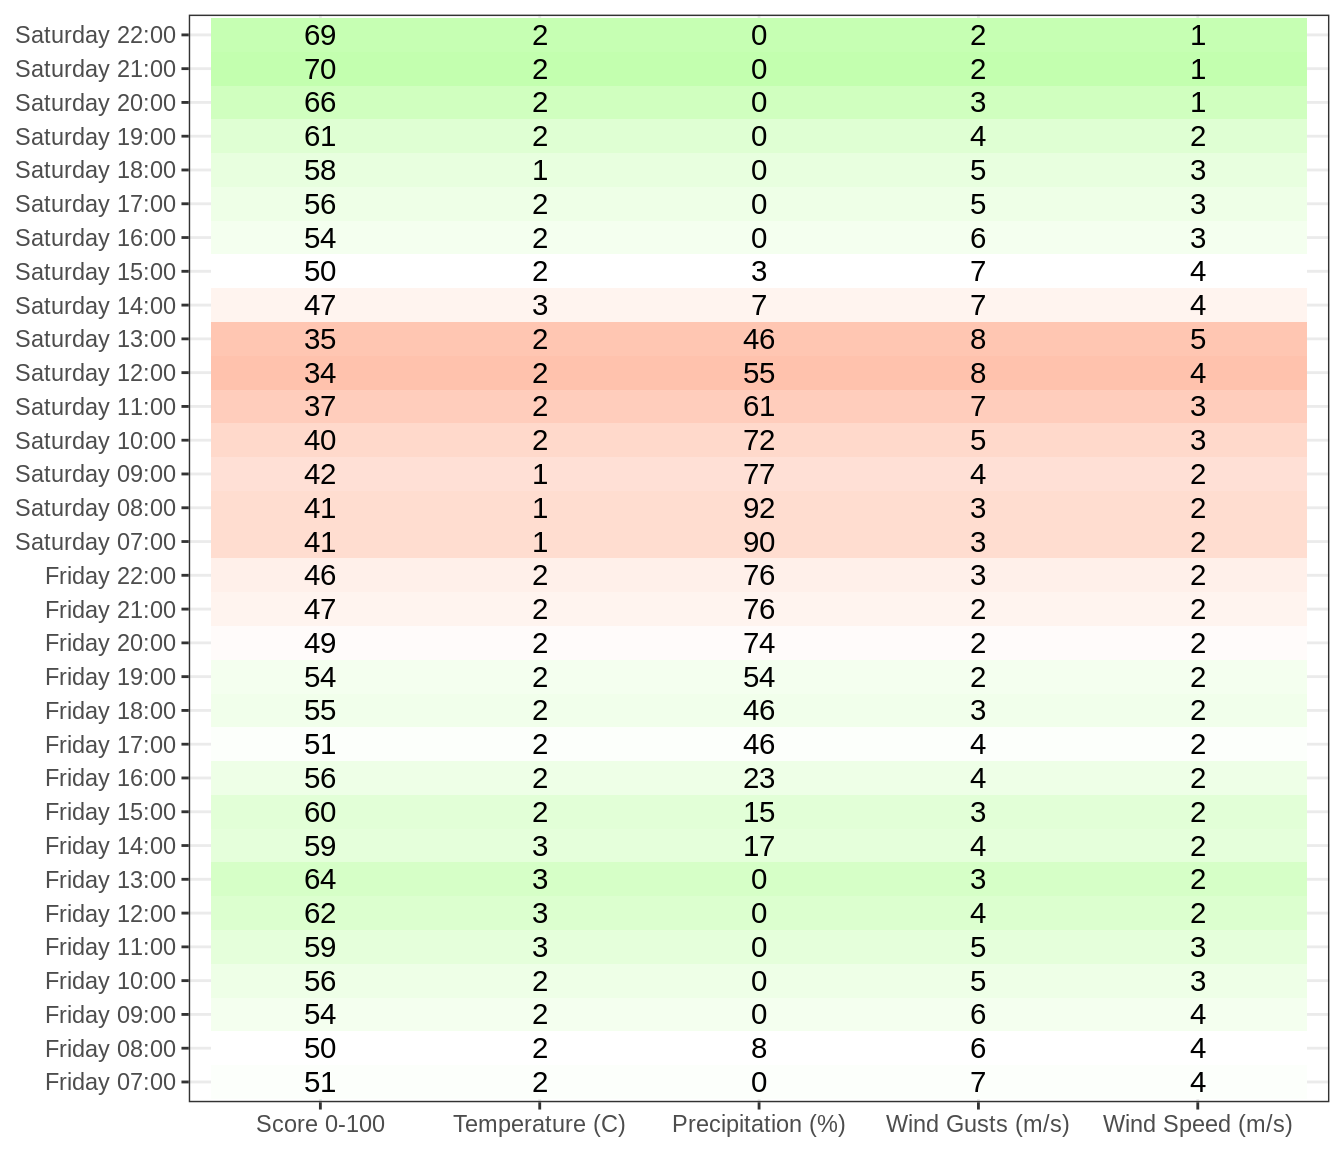 Saturday 22:00 69 2 0 2 1
Saturday 21:00 70 2 0 2 1
Saturday 20:00 66 2 0 3 1
Saturday 19:00 61 2 0 4 2
Saturday 18:00 58 1 0 5 3
Saturday 17:00 56 2 0 5 3
Saturday 16:00 54 2 0 6 3
Saturday 15:00 50 2 3 7 4
Saturday 14:00 47 3 7 7 4
Saturday 13:00 35 2 46 8 5
Saturday 12:00 34 2 55 8 4
Saturday 11:00 37 2 61 7 3
Saturday 10:00 40 2 72 5 3
Saturday 09:00 42 1 77 4 2
Saturday 08:00 41 1 92 3 2
Saturday 07:00 41 1 90 3 2
Friday 22:00 46 2 76 3 2
Friday 21:00 47 2 76 2 2
Friday 20:00 49 2 74 2 2
Friday 19:00 54 2 54 2 2
Friday 18:00 55 2 46 3 2
Friday 17:00 51 2 46 4 2
Friday 16:00 56 2 23 4 2
Friday 15:00 60 2 15 3 2
Friday 14:00 59 3 17 4 2
Friday 13:00 64 3 0 3 2
Friday 12:00 62 3 0 4 2
Friday 11:00 59 3 0 5 3
Friday 10:00 56 2 0 5 3
Friday 09:00 54 2 0 6 4
Friday 08:00 50 2 8 6 4
Friday 07:00 51 2 0 7 4
Score 0-100 Temperature (C) Precipitation (%) Wind Gusts (m/s) Wind Speed (m/s)